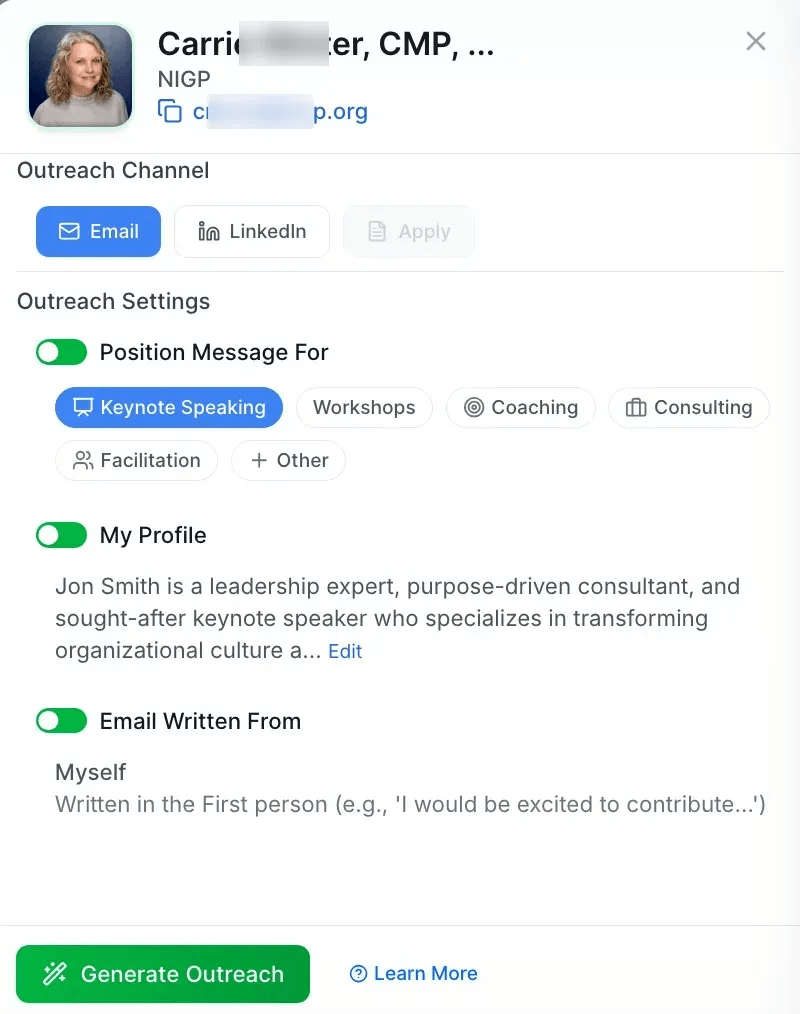 Carrie ter, CMP, ...
NIGP
p.org
Outreach Channel
Email LinkedIn Apply
Outreach Settings
Position Message For
Keynote Speaking Workshops Coaching Consulting
Facilitation + Other
My Profile
Jon Smith is a leadership expert, purpose-driven consultant, and
sought-after keynote speaker who specializes in transforming
organizational culture a... Edit
Email Written From
Myself
Written in the First person (e.g., 'I would be excited to contribute...')
Generate Outreach Learn More